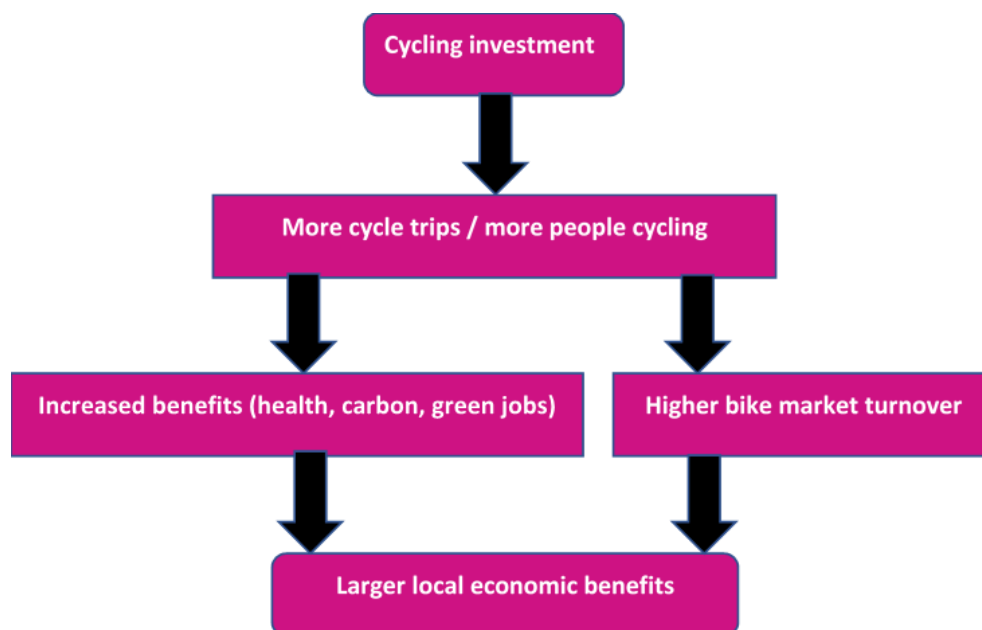 Cycling investment
More cycle trips / more people cycling
Increased benefits (health, carbon, green jobs)
Higher bike market turnover
Larger local economic benefits